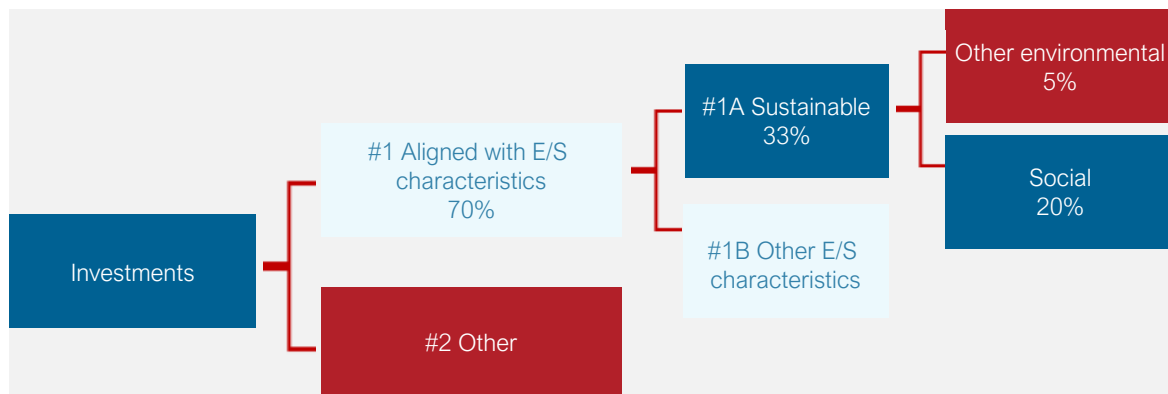 Investments
#1 Aligned with E/S
characteristics
70%
#2 Other
#1A Sustainable
33%
#1B Other E/S
characteristics
Other environmental
5%
Social
20%